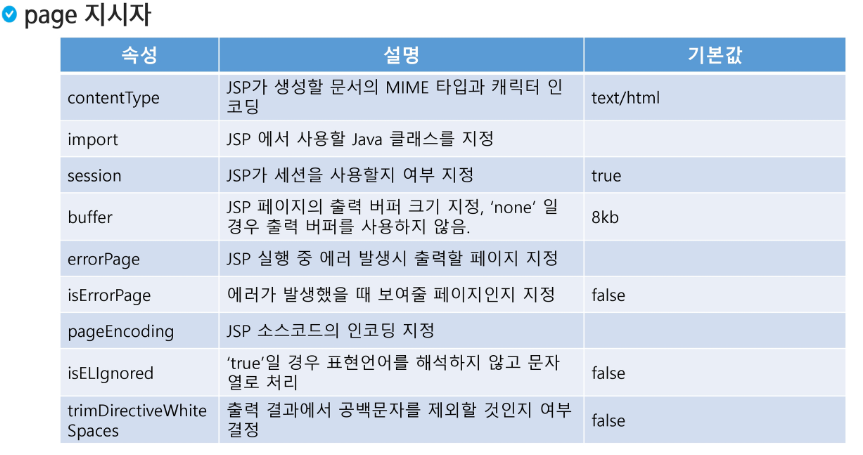 page 지시자
속성 설명 기본값
contentType JSP가 생성할 문서의 MIME 타입과 캐릭터 인
코딩 text/html
import JSP 에서 사용할 Java 클래스를 지정
session JSP가 세션을 사용할지 여부 지정 true
buffer JSP 페이지의 출력 버퍼 크기 지정, ‘none‘ 일
경우 출력 버퍼를 사용하지 않음. 8kb
errorPage JSP 실행 중 에러 발생시 출력할 페이지 지정
isErrorPage 에러가 발생했을 때 보여줄 페이지인지 지정 false
pageEncoding JSP 소스코드의 인코딩 지정
isELIgnored ‘true’일 경우 표현언어를 해석하지 않고 문자
열로 처리 false
trimDirectiveWhite 출력 결과에서 공백문자를 제외할 것인지 여부
Spaces 결정 false